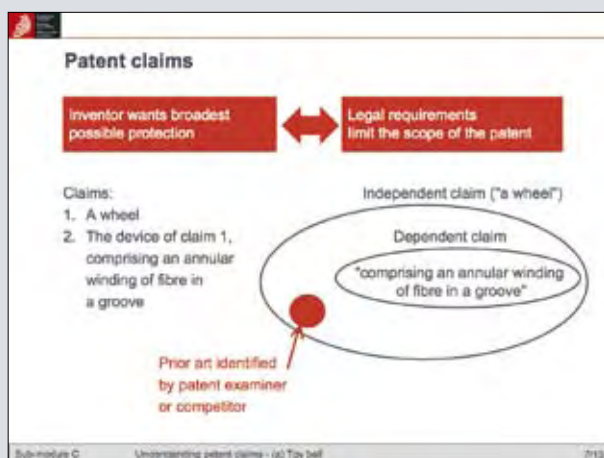 Patent claims
Inventor wants broadest
possible protection
Legal requirements
limit the scope of the patent
Claims:
1. A wheel
2. The device of claim 1,
comprising an annular
winding of fibre in
a groove
Independent claim ("a wheel")
Dependent claim
"comprising an annular winding
of fibre in a groove"
Prior art identified
by patent examiner
or competitor
Sub-module C
Understanding patent claims - (a) Toy ball